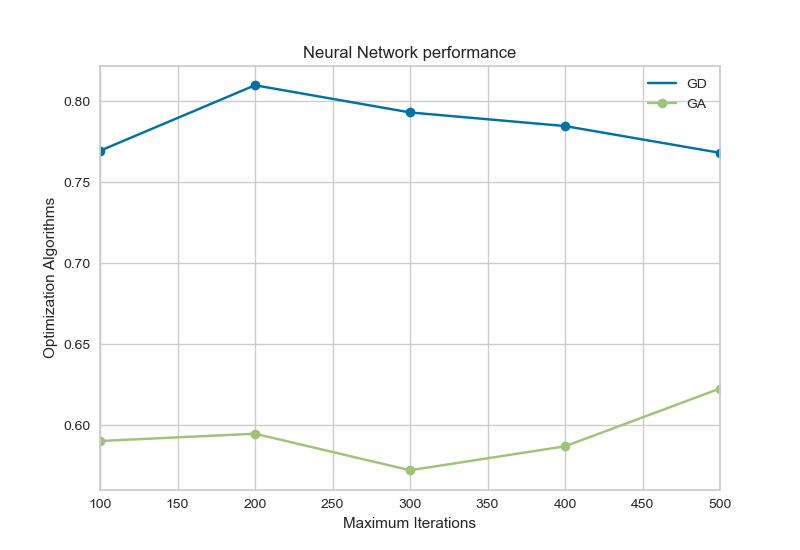 Neural Network performance
GD
GA
0.80
0.75
0.70
0.65
0.60
Optimization Algorithms
100 150 200 250 300 350 400 450 500
Maximum Iterations